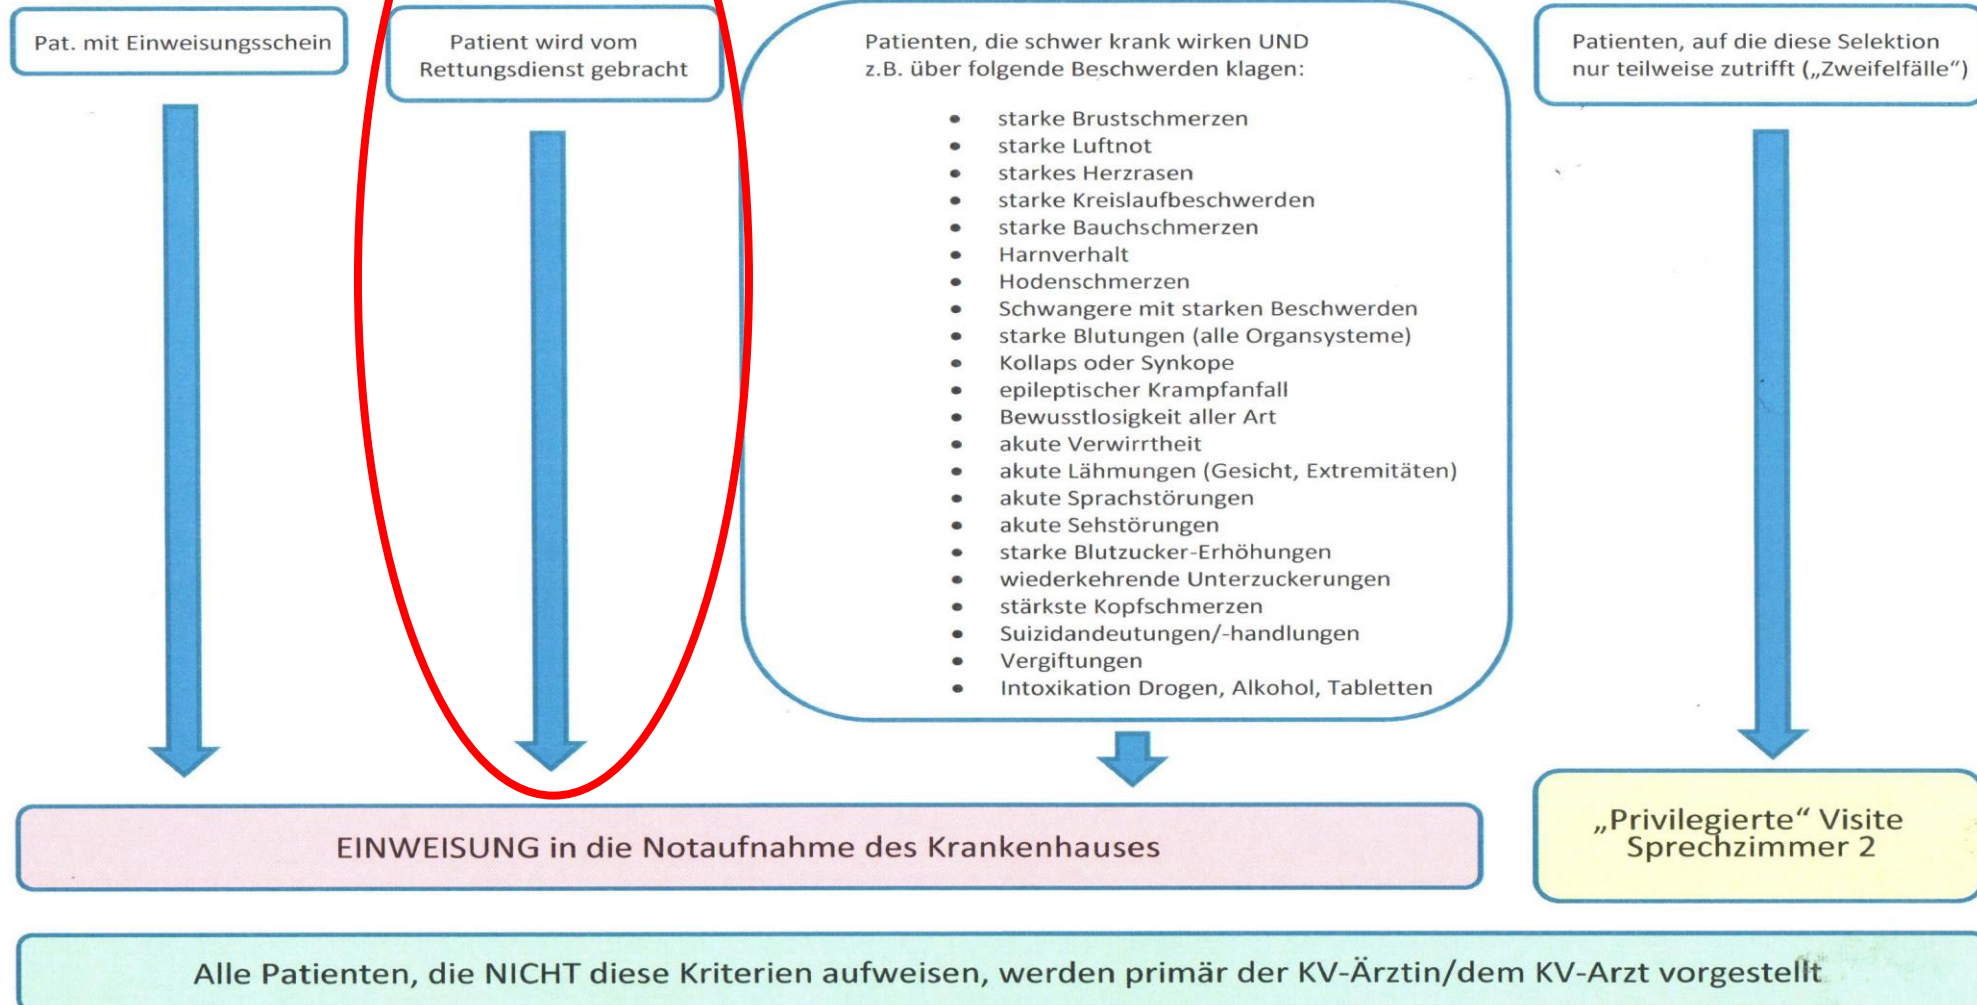 Pat. mit Einweisungsschein
Patient wird vom
Rettungsdienst gebracht
Patienten, die schwer krank wirken UND
z.B. über folgende Beschwerden klagen:
• starke Brustschmerzen
• starke Luftnot
• starkes Herzrasen
• starke Kreislaufbeschwerden
• starke Bauchschmerzen
• Harnverhalt
• Hodenschmerzen
• Schwangere mit starken Beschwerden
• starke Blutungen (alle Organsysteme)
• Kollaps oder Synkope
• epileptischer Krampfanfall
• Bewusstlosigkeit aller Art
• akute Verwirrtheit
• akute Lähmungen (Gesicht, Extremitäten)
• akute Sprachstörungen
• akute Sehstörungen
• starke Blutzucker-Erhöhungen
• wiederkehrende Unterzuckerungen
• stärkste Kopfschmerzen
• Suizidandeutungen/-handlungen
• Vergiftungen
• Intoxikation Drogen, Alkohol, Tabletten
Patienten, auf die diese Selektion
nur teilweise zutrifft („Zweifelfälle“)
EINWEISUNG in die Notaufnahme des Krankenhauses
„Privilegierte“ Visite
Sprechzimmer 2
Alle Patienten, die NICHT diese Kriterien aufweisen, werden primär der KV-Ärztin/dem KV-Arzt vorgestellt